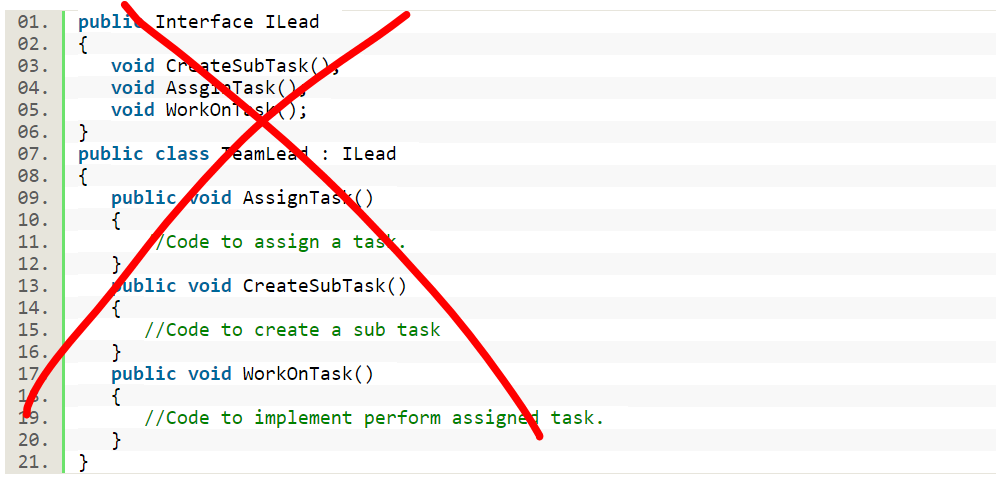 01. public Interface ILead
02. {
03. void CreateSubTask();
04. void AssginTask();
05. void WorkOnTask();
06. }
07. public class TeamLead : ILead
08. {
09. public void AssignTask()
10. {
11. //Code to assign a task.
12. }
13. public void CreateSubTask()
14. {
15. //Code to create a sub task
16. }
17. public void WorkOnTask()
18. {
19. //Code to implement perform assigned task.
20. }
21. }